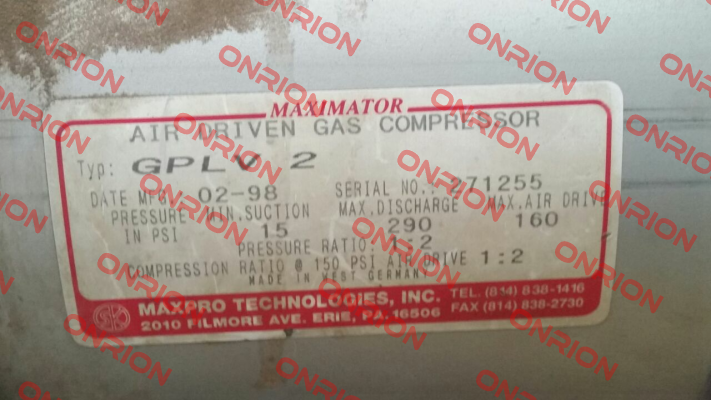 MAXIMATOR
AIR DRIVEN GAS COMPRESSOR
Typ: GPLV 2
DATE MFG. 02-98 SERIAL NO.: 271255
PRESSURE MIN.SUCTION MAX.DISCHARGE MAX.AIR DRIVE
IN PSI 15 290 160
PRESSURE RATIO: 1:2
COMPRESSION RATIO @ 150 PSI AIR DRIVE 1:2
MADE IN WEST GERMANY
MAXPRO TECHNOLOGIES, INC. TEL. (814) 838-1416
2010 FILMORE AVE. ERIE, PA. 16506 FAX (814) 838-2730
ONRION